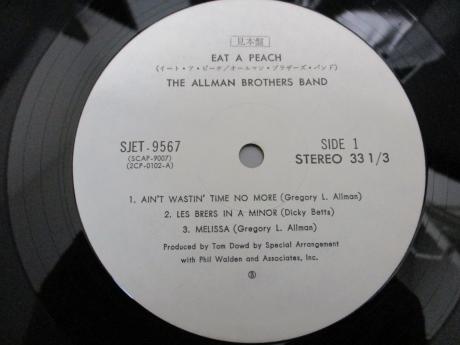 見本盤
EAT A PEACH
(イート・ア・ピーチ/オールマン・ブラザーズ・バンド)
THE ALLMAN BROTHERS BAND
SJET-9567
(SCAP-9007)
(2CP-0102-A)
SIDE 1
STEREO 33 1/3
1. AIN'T WASTIN' TIME NO MORE (Gregory L. Allman)
2. LES BRERS IN A MINOR (Dicky Betts)
3. MELISSA (Gregory L. Allman)
Produced by Tom Dowd by Special Arrangement
with Phil Walden and Associates, Inc.